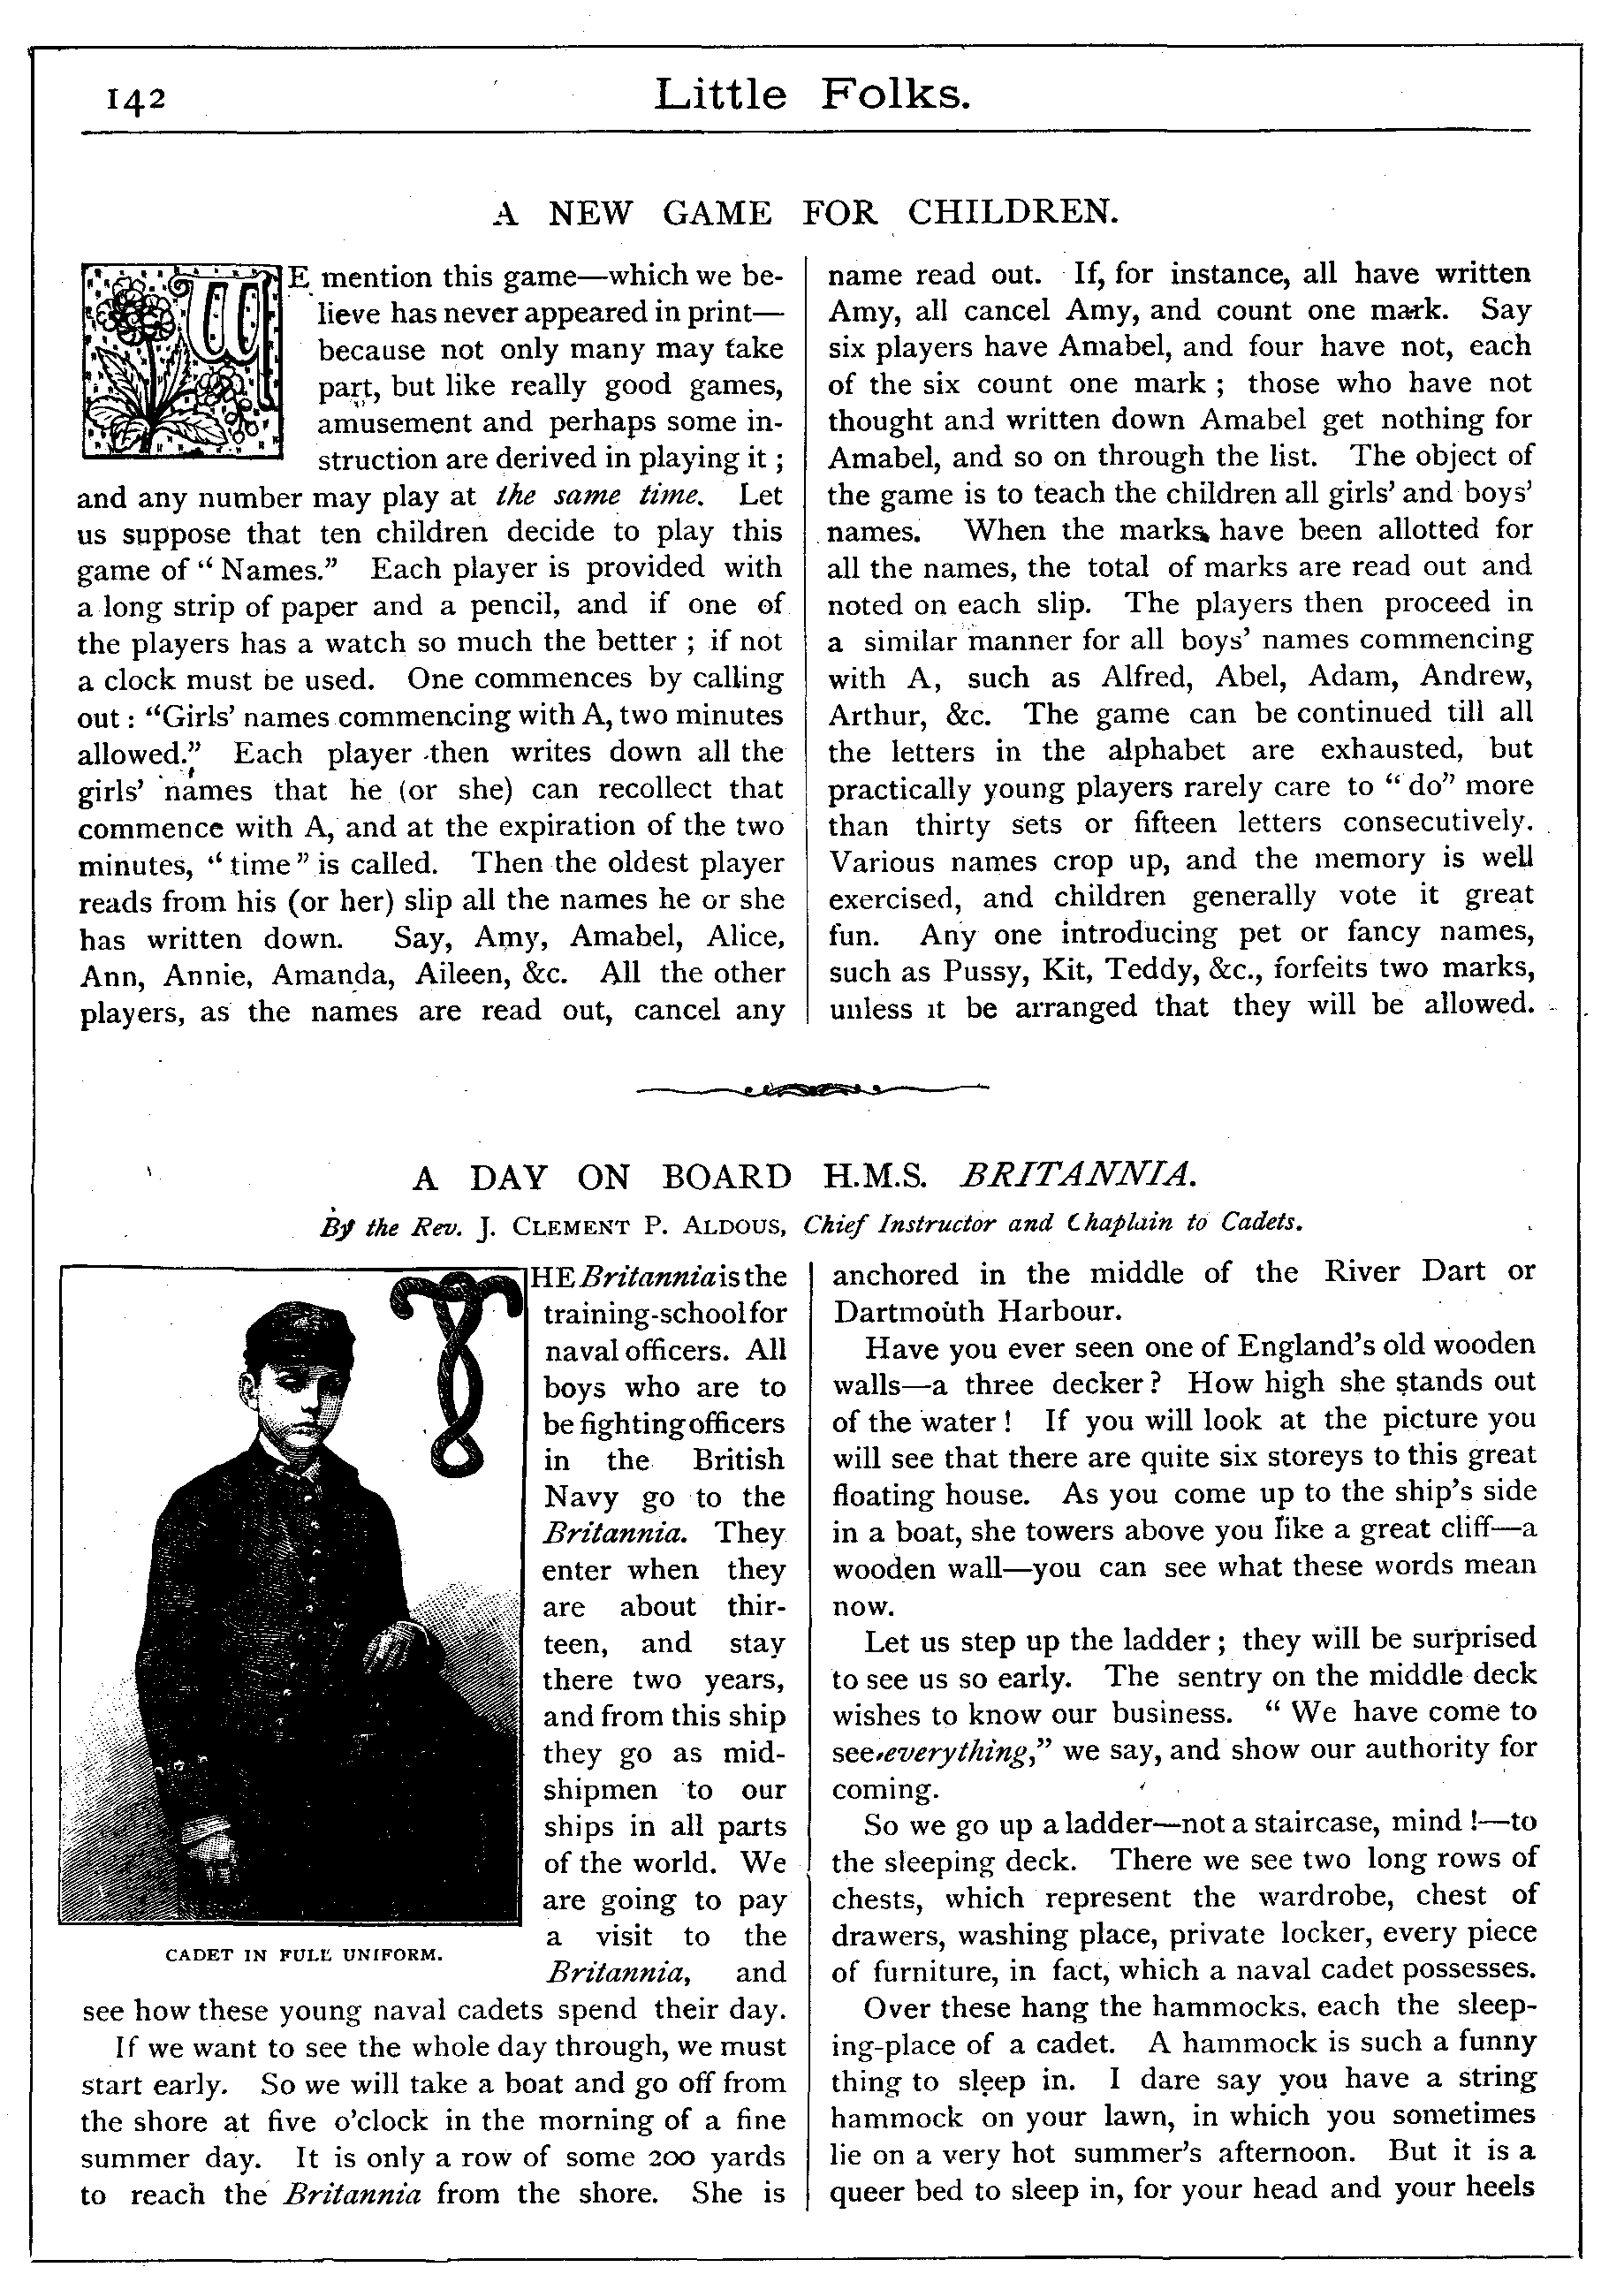 142
Little Folks.
A NEW GAME FOR CHILDREN.
WE mention this game—which we be-
lieve has never appeared in print—
because not only many may take
part, but like really good games,
amusement and perhaps some in-
struction are derived in playing it ;
and any number may play at the same time. Let
us suppose that ten children decide to play this
game of “ Names.” Each player is provided with
a long strip of paper and a pencil, and if one of
the players has a watch so much the better ; if not
a clock must be used. One commences by calling
out : “Girls’ names commencing with A, two minutes
allowed.” Each player then writes down all the
girls’ names that he (or she) can recollect that
commence with A, and at the expiration of the two
minutes, “ time ” is called. Then the oldest player
reads from his (or her) slip all the names he or she
has written down. Say, Amy, Amabel, Alice,
Ann, Annie, Amanda, Aileen, &c. All the other
players, as the names are read out, cancel any
name read out. If, for instance, all have written
Amy, all cancel Amy, and count one mark. Say
six players have Amabel, and four have not, each
of the six count one mark ; those who have not
thought and written down Amabel get nothing for
Amabel, and so on through the list. The object of
the game is to teach the children all girls’ and boys’
names. When the marks have been allotted for
all the names, the total of marks are read out and
noted on each slip. The players then proceed in
a similar manner for all boys’ names commencing
with A, such as Alfred, Abel, Adam, Andrew,
Arthur, &c. The game can be continued till all
the letters in the alphabet are exhausted, but
practically young players rarely care to “ do” more
than thirty sets or fifteen letters consecutively.
Various names crop up, and the memory is well
exercised, and children generally vote it great
fun. Any one introducing pet or fancy names,
such as Pussy, Kit, Teddy, &c., forfeits two marks,
unless it be arranged that they will be allowed.
A DAY ON BOARD H.M.S. BRITANNIA.
By the Rev. J. CLEMENT P. ALDOUS, Chief Instructor and Chaplain to Cadets.
THE Britannia is the
training-school for
naval officers. All
boys who are to
be fighting officers
in the British
Navy go to the
Britannia. They
enter when they
are about thir-
teen, and stay
there two years,
and from this ship
they go as mid-
shipmen to our
ships in all parts
of the world. We
are going to pay
a visit to the
Britannia, and
CADET IN FULL UNIFORM.
see how these young naval cadets spend their day.
If we want to see the whole day through, we must
start early. So we will take a boat and go off from
the shore at five o’clock in the morning of a fine
summer day. It is only a row of some 200 yards
to reach the Britannia from the shore. She is
anchored in the middle of the River Dart or
Dartmouth Harbour.
Have you ever seen one of England’s old wooden
walls—a three decker ? How high she stands out
of the water ! If you will look at the picture you
will see that there are quite six storeys to this great
floating house. As you come up to the ship’s side
in a boat, she towers above you like a great cliff—a
wooden wall—you can see what these words mean
now.
Let us step up the ladder ; they will be surprised
to see us so early. The sentry on the middle deck
wishes to know our business. “ We have come to
see everything,” we say, and show our authority for
coming.
So we go up a ladder—not a staircase, mind !—to
the sleeping deck. There we see two long rows of
chests, which represent the wardrobe, chest of
drawers, washing place, private locker, every piece
of furniture, in fact, which a naval cadet possesses.
Over these hang the hammocks, each the sleep-
ing-place of a cadet. A hammock is such a funny
thing to sleep in. I dare say you have a string
hammock on your lawn, in which you sometimes
lie on a very hot summer’s afternoon. But it is a
queer bed to sleep in, for your head and your heels